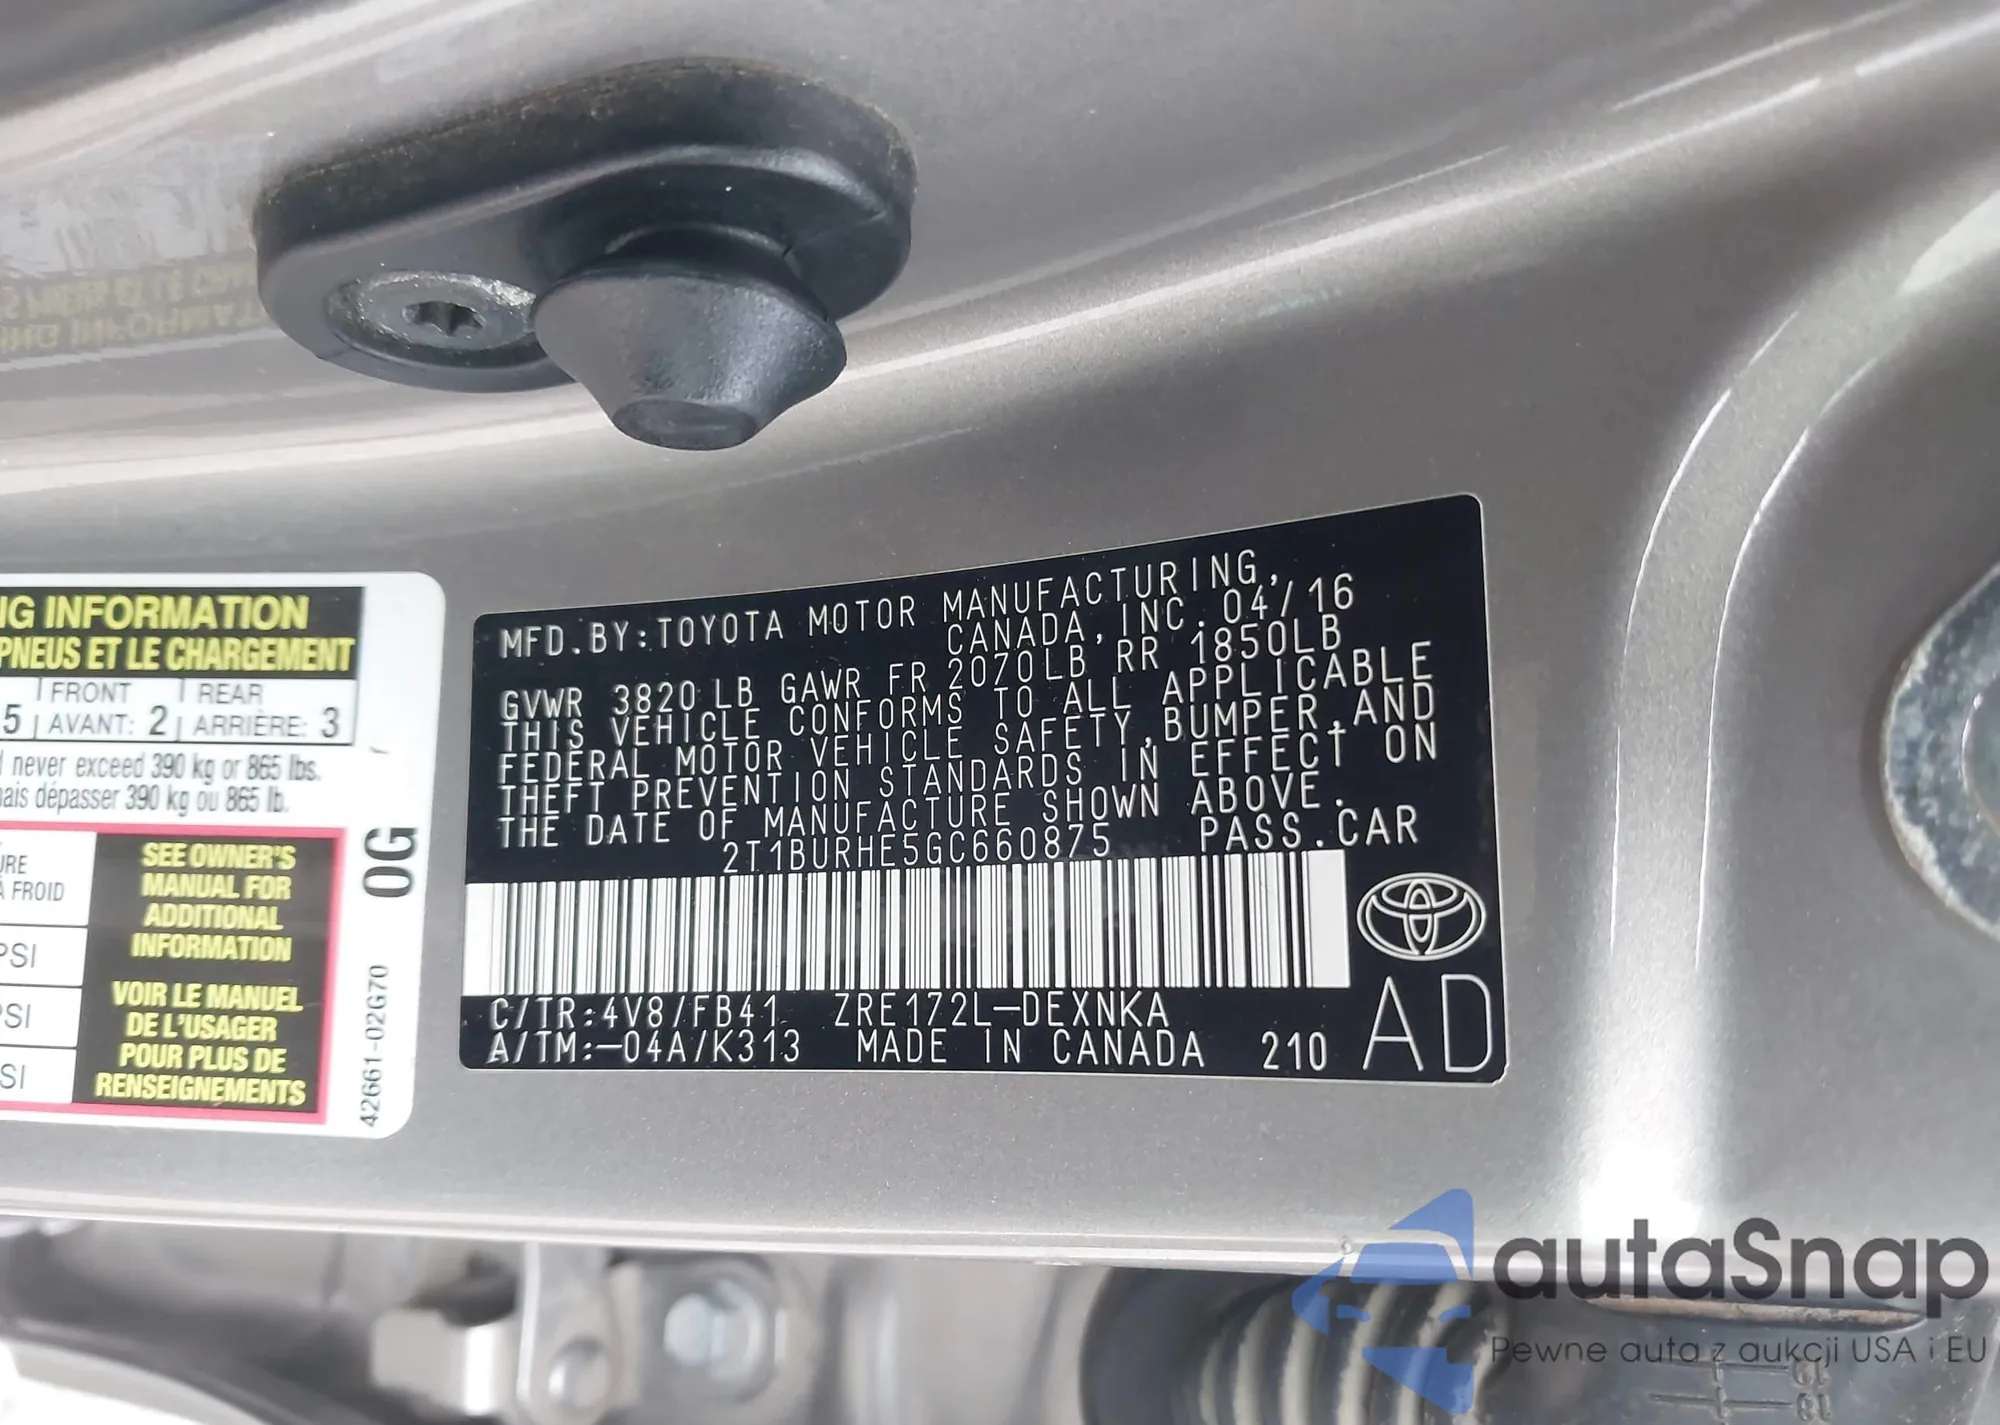 NG INFORMATION
PNEUS ET LE CHARGEMENT
FRONT REAR
5 AVANT: 2 ARRIÈRE: 3
never exceed 390 kg or 865 lbs.
dépasser 390 kg ou 865 lb.
À FROID
PSI
PSI
SI
SEE OWNER'S
MANUAL FOR
ADDITIONAL
INFORMATION
VOIR LE MANUEL
DE L'USAGER
POUR PLUS DE
RENSEIGNEMENTS
0G
42661-02G70
MFD.BY:TOYOTA MOTOR MANUFACTURING,
CANADA,INC. 04/16
GVWR 3820 LB GAWR FR 2070LB RR 1850LB
THIS VEHICLE CONFORMS TO ALL APPLICABLE
FEDERAL MOTOR VEHICLE SAFETY,BUMPER,AND
THEFT PREVENTION STANDARDS IN EFFECT ON
THE DATE OF MANUFACTURE SHOWN ABOVE.
2T1BURHE5GC660875 PASS.CAR
C/TR:4V8/FB41 ZRE172L-DEXNKA
A/TM:-04A/K313 MADE IN CANADA 210 AD
autaSnap
Pewne auta z aukcji USA i EU